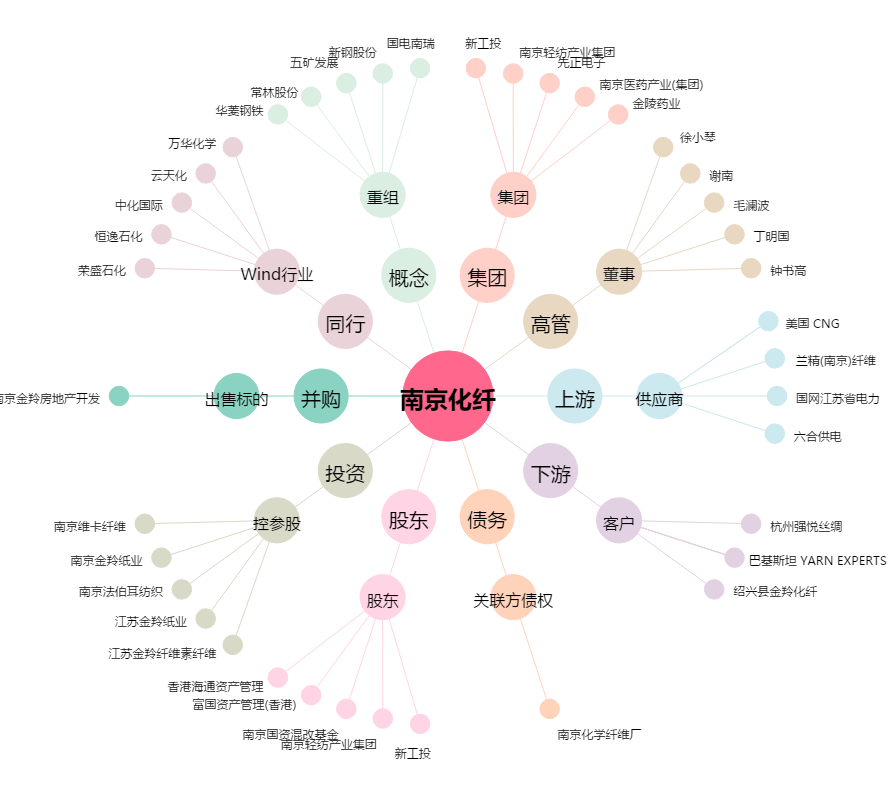 国电南瑞
新钢股份
五矿发展
常林股份
华菱钢铁
重组
概念
新工投
南京轻纺产业集团
先正电子
南京医药产业(集团)
金陵药业
集团
集团
万华化学
云天化
中化国际
恒逸石化
荣盛石化
Wind行业
同行
徐小琴
谢南
毛澜波
丁明国
钟书高
董事
高管
南京金羚房地产开发
出售标的
并购
南京化纤
上游
供应商
美国 CNG
兰精(南京)纤维
国网江苏省电力
六合供电
投资
控参股
南京维卡纤维
南京金羚纸业
南京法伯耳纺织
江苏金羚纸业
江苏金羚纤维素纤维
下游
客户
杭州强悦丝绸
巴基斯坦 YARN EXPERTS
绍兴县金羚化纤
股东
股东
香港海通资产管理
富国资产管理(香港)
南京国资混改基金
南京轻纺产业集团
新工投
债务
关联方债权
南京化学纤维厂